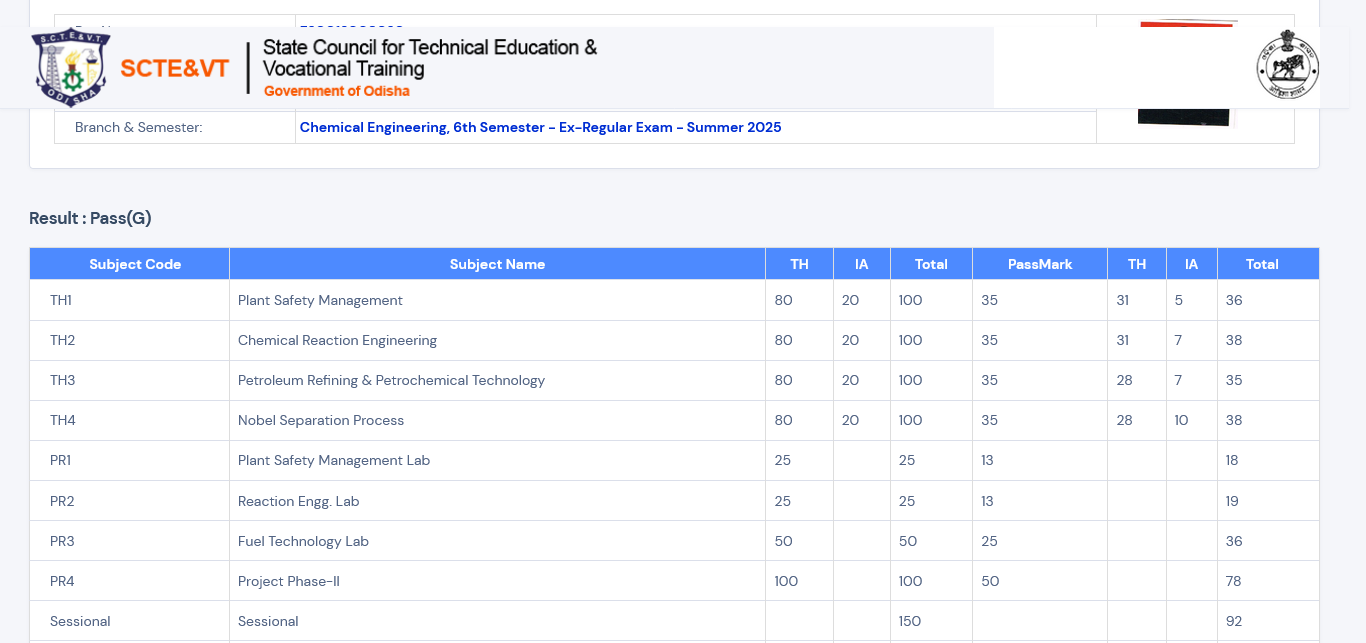 S.C.T.E.&V.T.
ODISHA
SCTE&VT
State Council for Technical Education &
Vocational Training
Government of Odisha
Branch & Semester: Chemical Engineering, 6th Semester - Ex-Regular Exam - Summer 2025
Result : Pass(G)
Subject Code Subject Name TH IA Total PassMark TH IA Total
TH1 Plant Safety Management 80 20 100 35 31 5 36
TH2 Chemical Reaction Engineering 80 20 100 35 31 7 38
TH3 Petroleum Refining & Petrochemical Technology 80 20 100 35 28 7 35
TH4 Nobel Separation Process 80 20 100 35 28 10 38
PR1 Plant Safety Management Lab 25 25 13 18
PR2 Reaction Engg. Lab 25 25 13 19
PR3 Fuel Technology Lab 50 50 25 36
PR4 Project Phase-II 100 100 50 78
Sessional Sessional 150 92